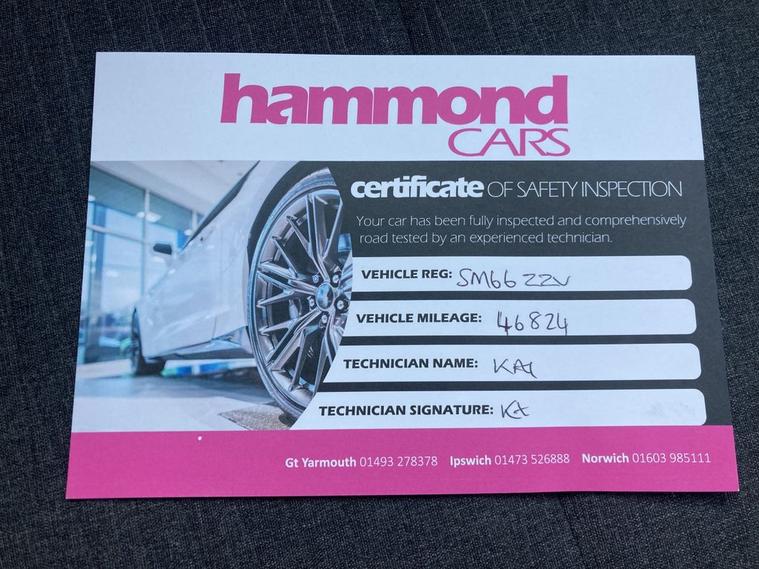 hammond
CARS
certificate OF SAFETY INSPECTION
Your car has been fully inspected and comprehensively
road tested by an experienced technician.
VEHICLE REG: SM66 ZZV
VEHICLE MILEAGE: 46824
TECHNICIAN NAME: KAI
TECHNICIAN SIGNATURE:
Gt Yarmouth 01493 278378 Ipswich 01473 526888 Norwich 01603 985111